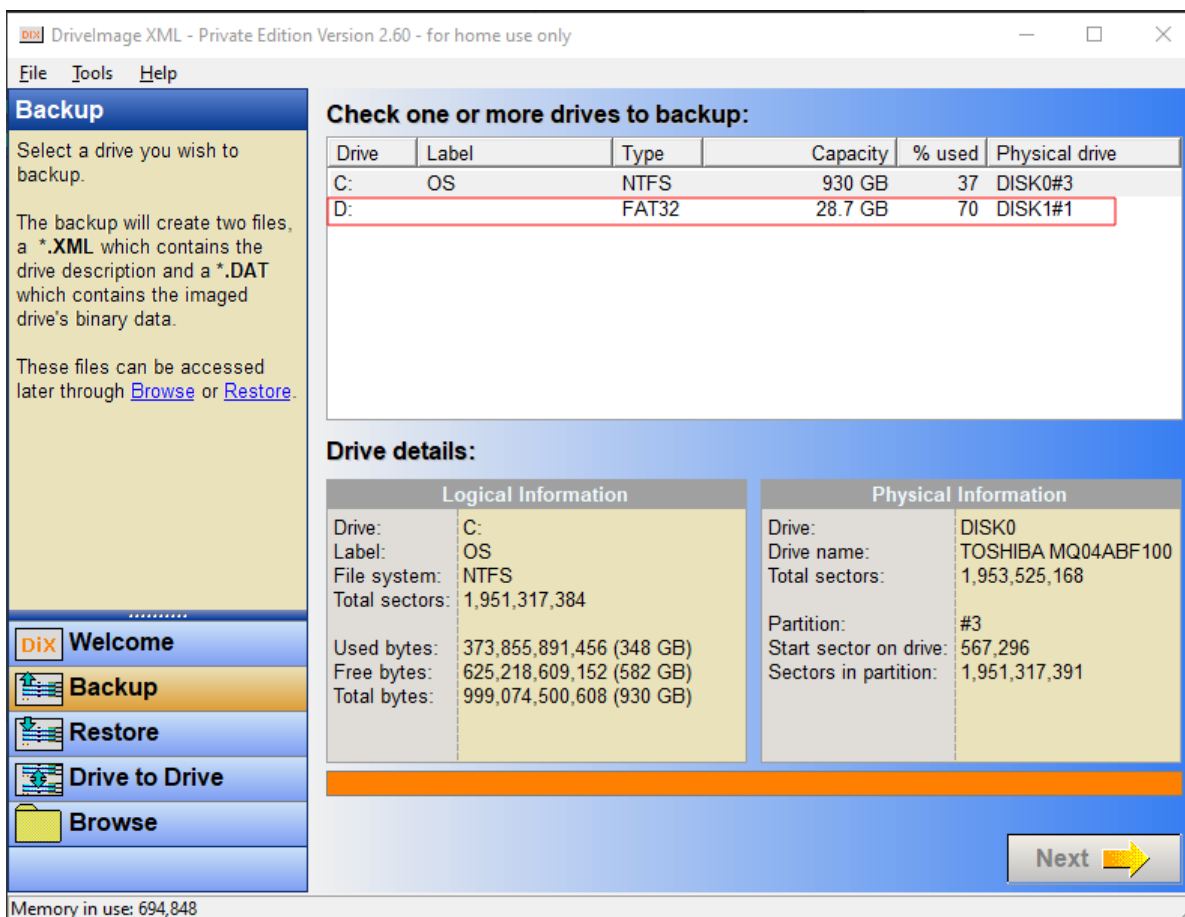 DiX DriveImage XML - Private Edition Version 2.60 - for home use only
File Tools Help
Backup
Select a drive you wish to
backup.
The backup will create two files,
a *.XML which contains the
drive description and a *.DAT
which contains the imaged
drive's binary data.
These files can be accessed
later through Browse or Restore.
DiX Welcome
Backup
Restore
Drive to Drive
Browse
Check one or more drives to backup:
Drive Label Type Capacity % used Physical drive
C: OS NTFS 930 GB 37 DISK0#3
D: FAT32 28.7 GB 70 DISK1#1
Drive details:
Logical Information
Drive: C:
Label: OS
File system: NTFS
Total sectors: 1,951,317,384
Used bytes: 373,855,891,456 (348 GB)
Free bytes: 625,218,609,152 (582 GB)
Total bytes: 999,074,500,608 (930 GB)
Physical Information
Drive: DISK0
Drive name: TOSHIBA MQ04ABF100
Total sectors: 1,953,525,168
Partition: #3
Start sector on drive: 567,296
Sectors in partition: 1,951,317,391
Next
Memory in use: 694,848